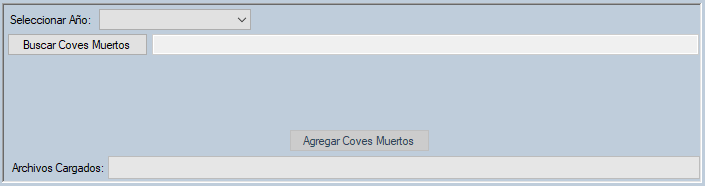 Seleccionar Año:
Buscar Coves Muertos
Agregar Coves Muertos
Archivos Cargados: